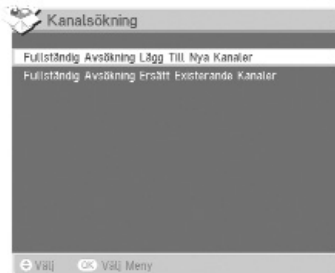 Kanalsökning
Fullständig Avsökning Lägg Till Nya Kanaler
Fullständig Avsökning Ersätt Existerande Kanaler
Välj OK Välj Meny